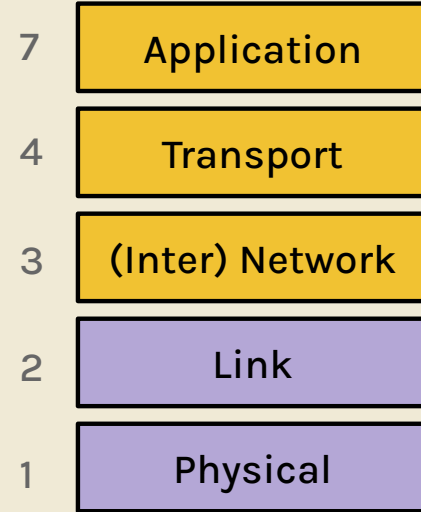 7 Application
4 Transport
3 (Inter) Network
2 Link
1 Physical